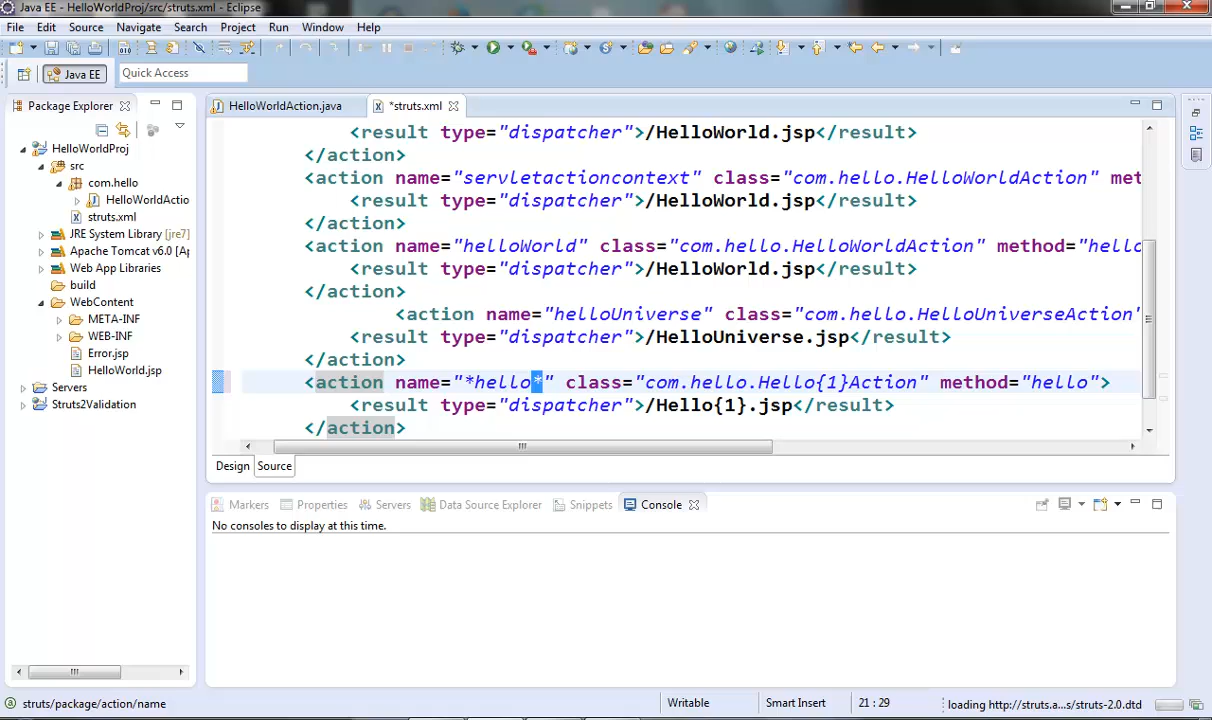 Java EE - HelloWorldProj/src/struts.xml - Eclipse
File Edit Source Navigate Search Project Run Window Help
Java EE Quick Access
Package Explorer
HelloWorldProj
src
com.hello
HelloWorldActio
struts.xml
JRE System Library [jre7]
Apache Tomcat v6.0 [Ap
Web App Libraries
build
WebContent
META-INF
WEB-INF
Error.jsp
HelloWorld.jsp
Servers
Struts2Validation
HelloWorldAction.java *struts.xml
<result type="dispatcher">/HelloWorld.jsp</result>
</action>
<action name="servletactioncontext" class="com.hello.HelloWorldAction" met
<result type="dispatcher">/HelloWorld.jsp</result>
</action>
<action name="helloWorld" class="com.hello.HelloWorldAction" method="hello
<result type="dispatcher">/HelloWorld.jsp</result>
</action>
<action name="helloUniverse" class="com.hello.HelloUniverseAction"
<result type="dispatcher">/HelloUniverse.jsp</result>
</action>
<action name="*hello*" class="com.hello.Hello{1}Action" method="hello">
<result type="dispatcher">/Hello{1}.jsp</result>
</action>
Design Source
Markers Properties Servers Data Source Explorer Snippets Console
No consoles to display at this time.
struts/package/action/name Writable Smart Insert 21 : 29 loading http://struts.a...s/struts-2.0.dtd